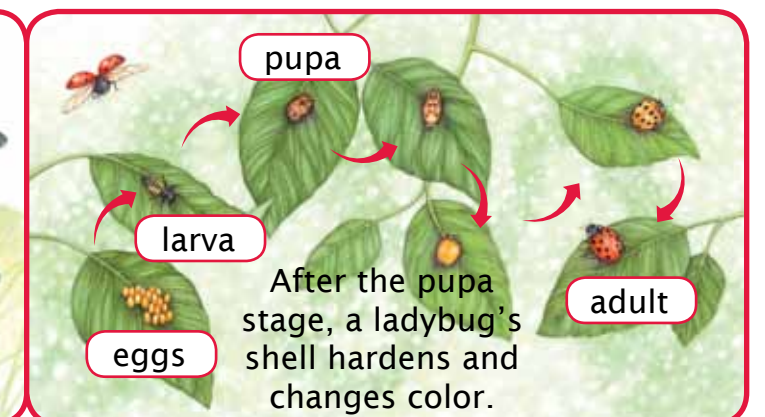 pupa
larva
eggs
After the pupa
stage, a ladybug’s
shell hardens and
changes color.
adult